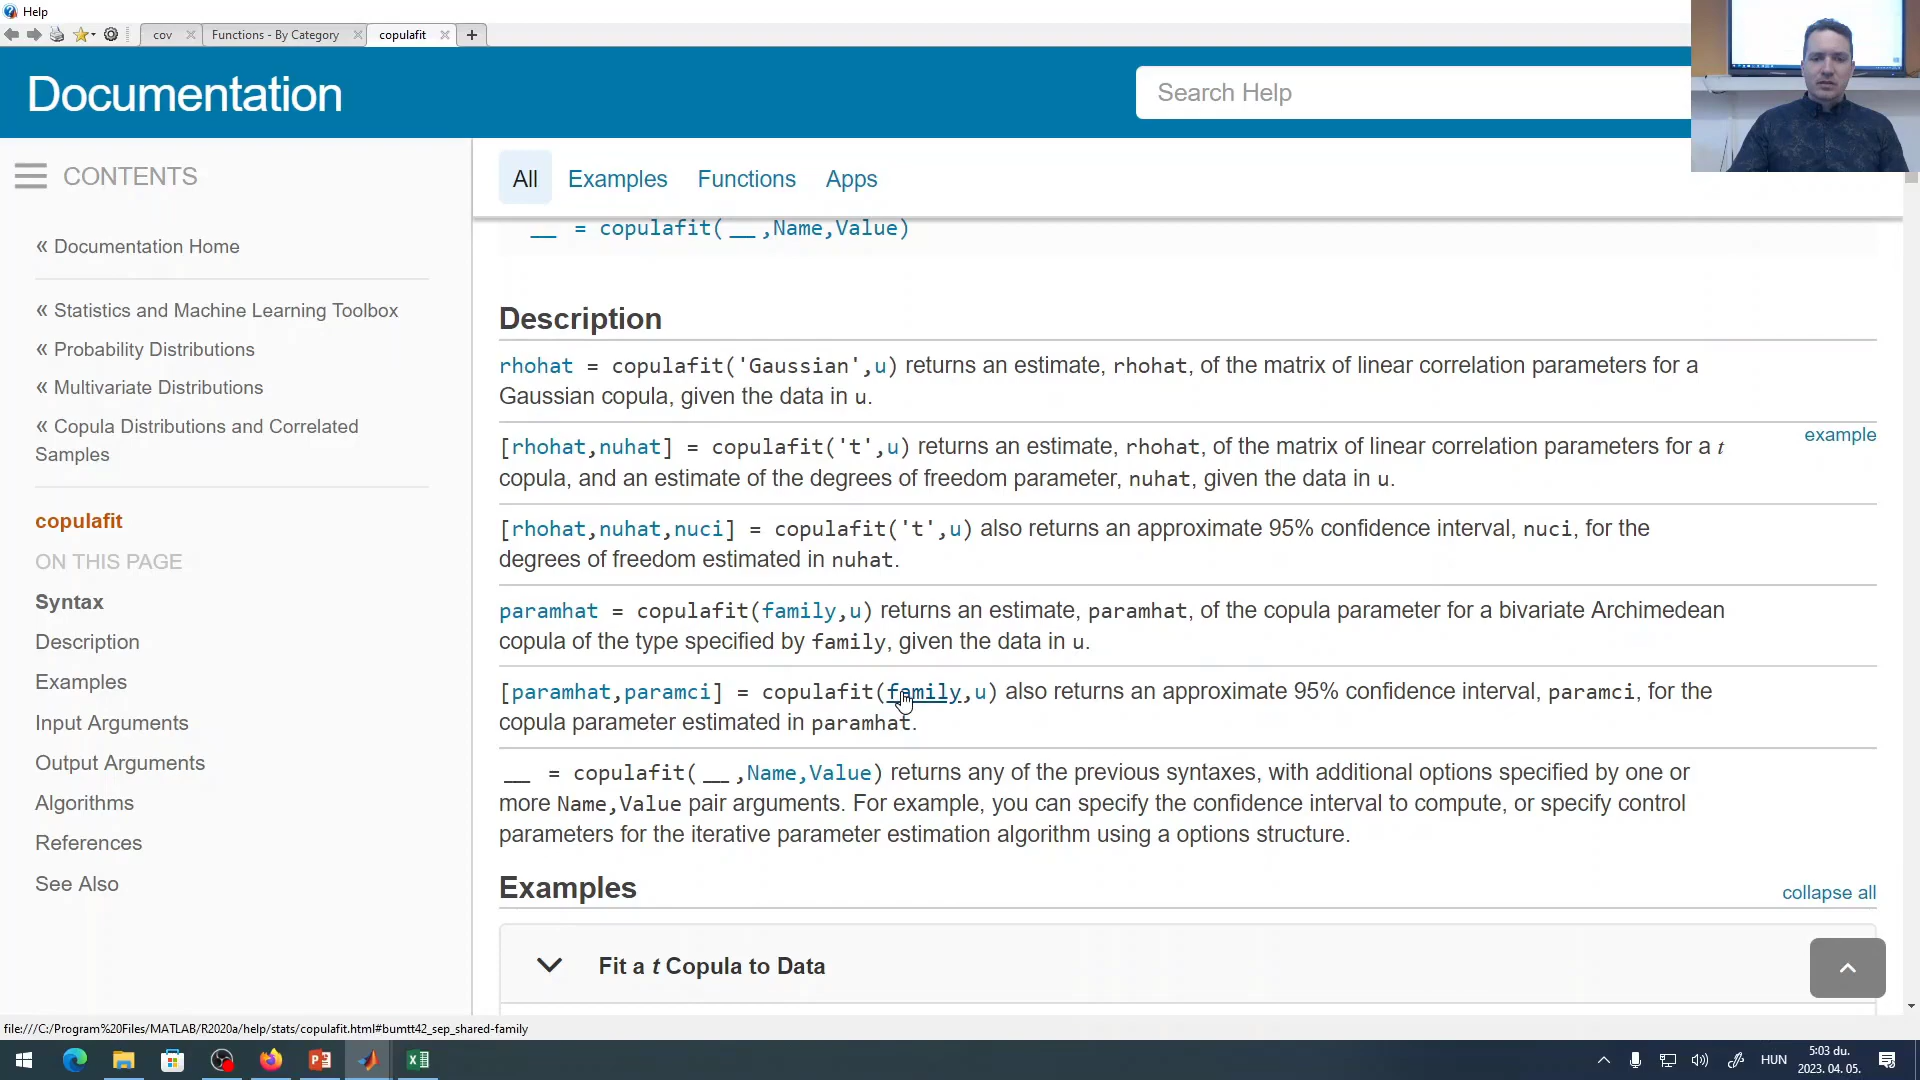 Help
cov
Functions - By Category
copulafit
Documentation
Search Help
CONTENTS
All
Examples
Functions
Apps
« Documentation Home
« Statistics and Machine Learning Toolbox
« Probability Distributions
« Multivariate Distributions
« Copula Distributions and Correlated
Samples
copulafit
ON THIS PAGE
Syntax
Description
Examples
Input Arguments
Output Arguments
Algorithms
References
See Also
__ = copulafit(__,Name,Value)
Description
rhohat = copulafit('Gaussian',u) returns an estimate, rhohat, of the matrix of linear correlation parameters for a
Gaussian copula, given the data in u.
[rhohat,nuhat] = copulafit('t',u) returns an estimate, rhohat, of the matrix of linear correlation parameters for a t
example
copula, and an estimate of the degrees of freedom parameter, nuhat, given the data in u.
[rhohat,nuhat,nuci] = copulafit('t',u) also returns an approximate 95% confidence interval, nuci, for the
degrees of freedom estimated in nuhat.
paramhat = copulafit(family,u) returns an estimate, paramhat, of the copula parameter for a bivariate Archimedean
copula of the type specified by family, given the data in u.
[paramhat,paramci] = copulafit(family,u) also returns an approximate 95% confidence interval, paramci, for the
copula parameter estimated in paramhat.
__ = copulafit(__,Name,Value) returns any of the previous syntaxes, with additional options specified by one or
more Name,Value pair arguments. For example, you can specify the confidence interval to compute, or specify control
parameters for the iterative parameter estimation algorithm using a options structure.
Examples
collapse all
Fit a t Copula to Data
file:///C:/Program%20Files/MATLAB/R2020a/help/stats/copulafit.html#bumtt42_sep_shared-family
HUN
5:03 du.
2023. 04. 05.